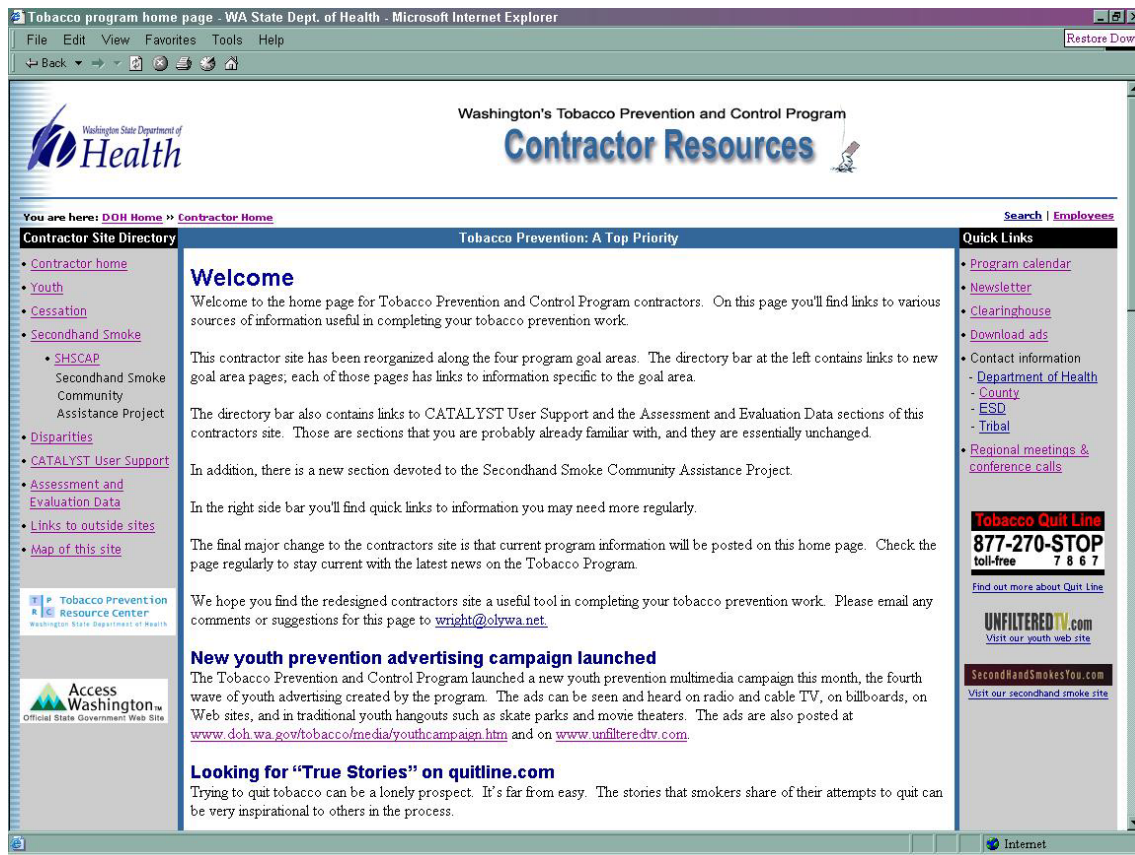 Tobacco program home page - WA State Dept. of Health - Microsoft Internet Explorer
File Edit View Favorites Tools Help
Restore Dow
Back
Washington State Department of
Health
Washington's Tobacco Prevention and Control Program
Contractor Resources
You are here: DOH Home » Contractor Home
Search | Employees
Contractor Site Directory
• Contractor home
• Youth
• Cessation
• Secondhand Smoke
• SHSCAP
Secondhand Smoke
Community
Assistance Project
• Disparities
• CATALYST User Support
• Assessment and
Evaluation Data
• Links to outside sites
• Map of this site
T P Tobacco Prevention
R C Resource Center
Washington State Department of Health
Access
Washington™
Official State Government Web Site
Tobacco Prevention: A Top Priority
Welcome
Welcome to the home page for Tobacco Prevention and Control Program contractors. On this page you'll find links to various
sources of information useful in completing your tobacco prevention work.
This contractor site has been reorganized along the four program goal areas. The directory bar at the left contains links to new
goal area pages; each of those pages has links to information specific to the goal area.
The directory bar also contains links to CATALYST User Support and the Assessment and Evaluation Data sections of this
contractors site. Those are sections that you are probably already familiar with, and they are essentially unchanged.
In addition, there is a new section devoted to the Secondhand Smoke Community Assistance Project.
In the right side bar you'll find quick links to information you may need more regularly.
The final major change to the contractors site is that current program information will be posted on this home page. Check the
page regularly to stay current with the latest news on the Tobacco Program.
We hope you find the redesigned contractors site a useful tool in completing your tobacco prevention work. Please email any
comments or suggestions for this page to wright@olywa.net.
New youth prevention advertising campaign launched
The Tobacco Prevention and Control Program launched a new youth prevention multimedia campaign this month, the fourth
wave of youth advertising created by the program. The ads can be seen and heard on radio and cable TV, on billboards, on
Web sites, and in traditional youth hangouts such as skate parks and movie theaters. The ads are also posted at
www.doh.wa.gov/tobacco/media/youthcampaign.htm and on www.unfilteredtv.com.
Looking for “True Stories” on quitline.com
Trying to quit tobacco can be a lonely prospect. It’s far from easy. The stories that smokers share of their attempts to quit can
be very inspirational to others in the process.
Quick Links
• Program calendar
• Newsletter
• Clearinghouse
• Download ads
• Contact information
- Department of Health
- County
- ESD
- Tribal
• Regional meetings &
conference calls
Tobacco Quit Line
877-270-STOP
toll-free 7 8 6 7
Find out more about Quit Line
UNFILTEREDTV.com
Visit our youth web site
SecondHandSmokesYou.com
Visit our secondhand smoke site
Internet